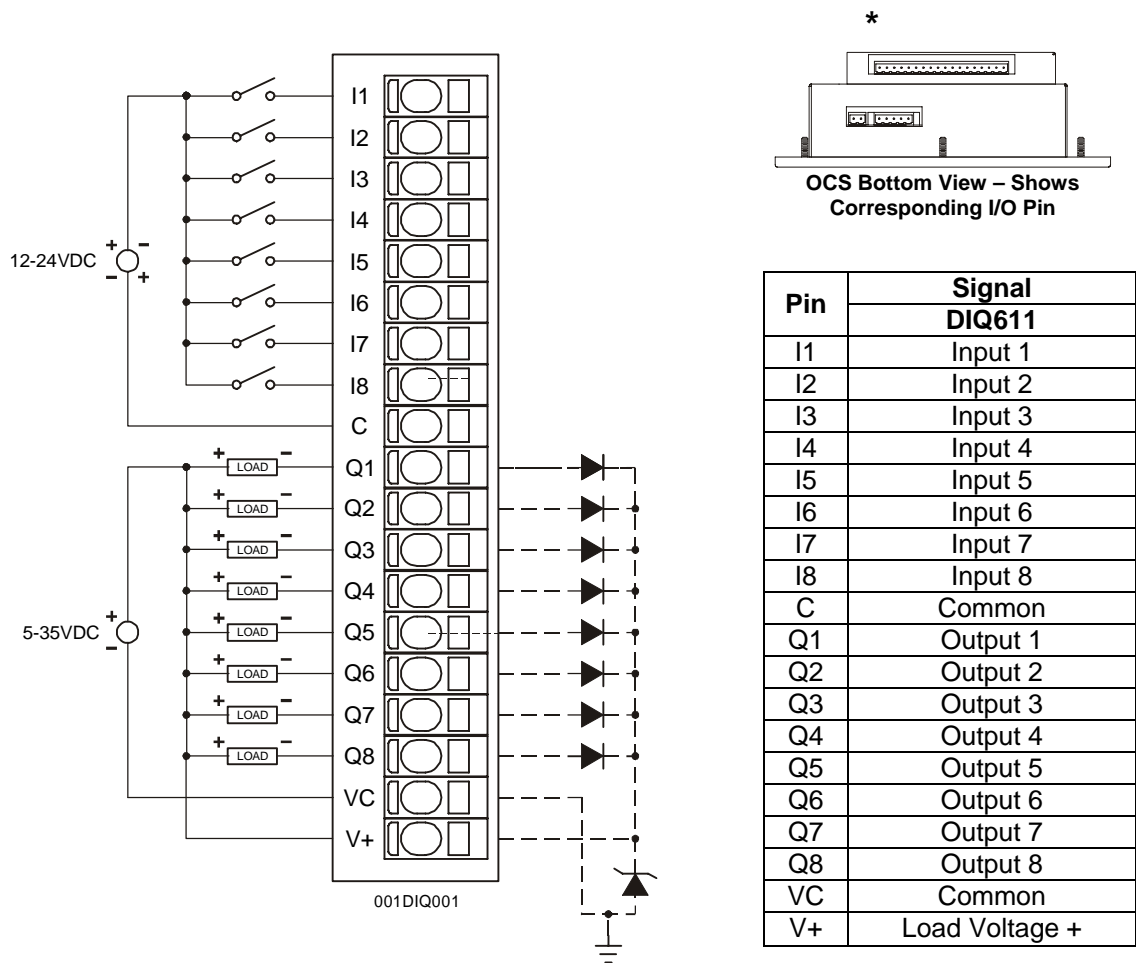 *
OCS Bottom View – Shows
Corresponding I/O Pin
I1
I2
I3
I4
I5
I6
I7
I8
C
Q1
Q2
Q3
Q4
Q5
Q6
Q7
Q8
VC
V+
12-24VDC
+ −
− +
5-35VDC
+
−
+ LOAD −
+ LOAD −
+ LOAD −
+ LOAD −
+ LOAD −
+ LOAD −
+ LOAD −
+ LOAD −
001DIQ001
Pin Signal
DIQ611
I1 Input 1
I2 Input 2
I3 Input 3
I4 Input 4
I5 Input 5
I6 Input 6
I7 Input 7
I8 Input 8
C Common
Q1 Output 1
Q2 Output 2
Q3 Output 3
Q4 Output 4
Q5 Output 5
Q6 Output 6
Q7 Output 7
Q8 Output 8
VC Common
V+ Load Voltage +